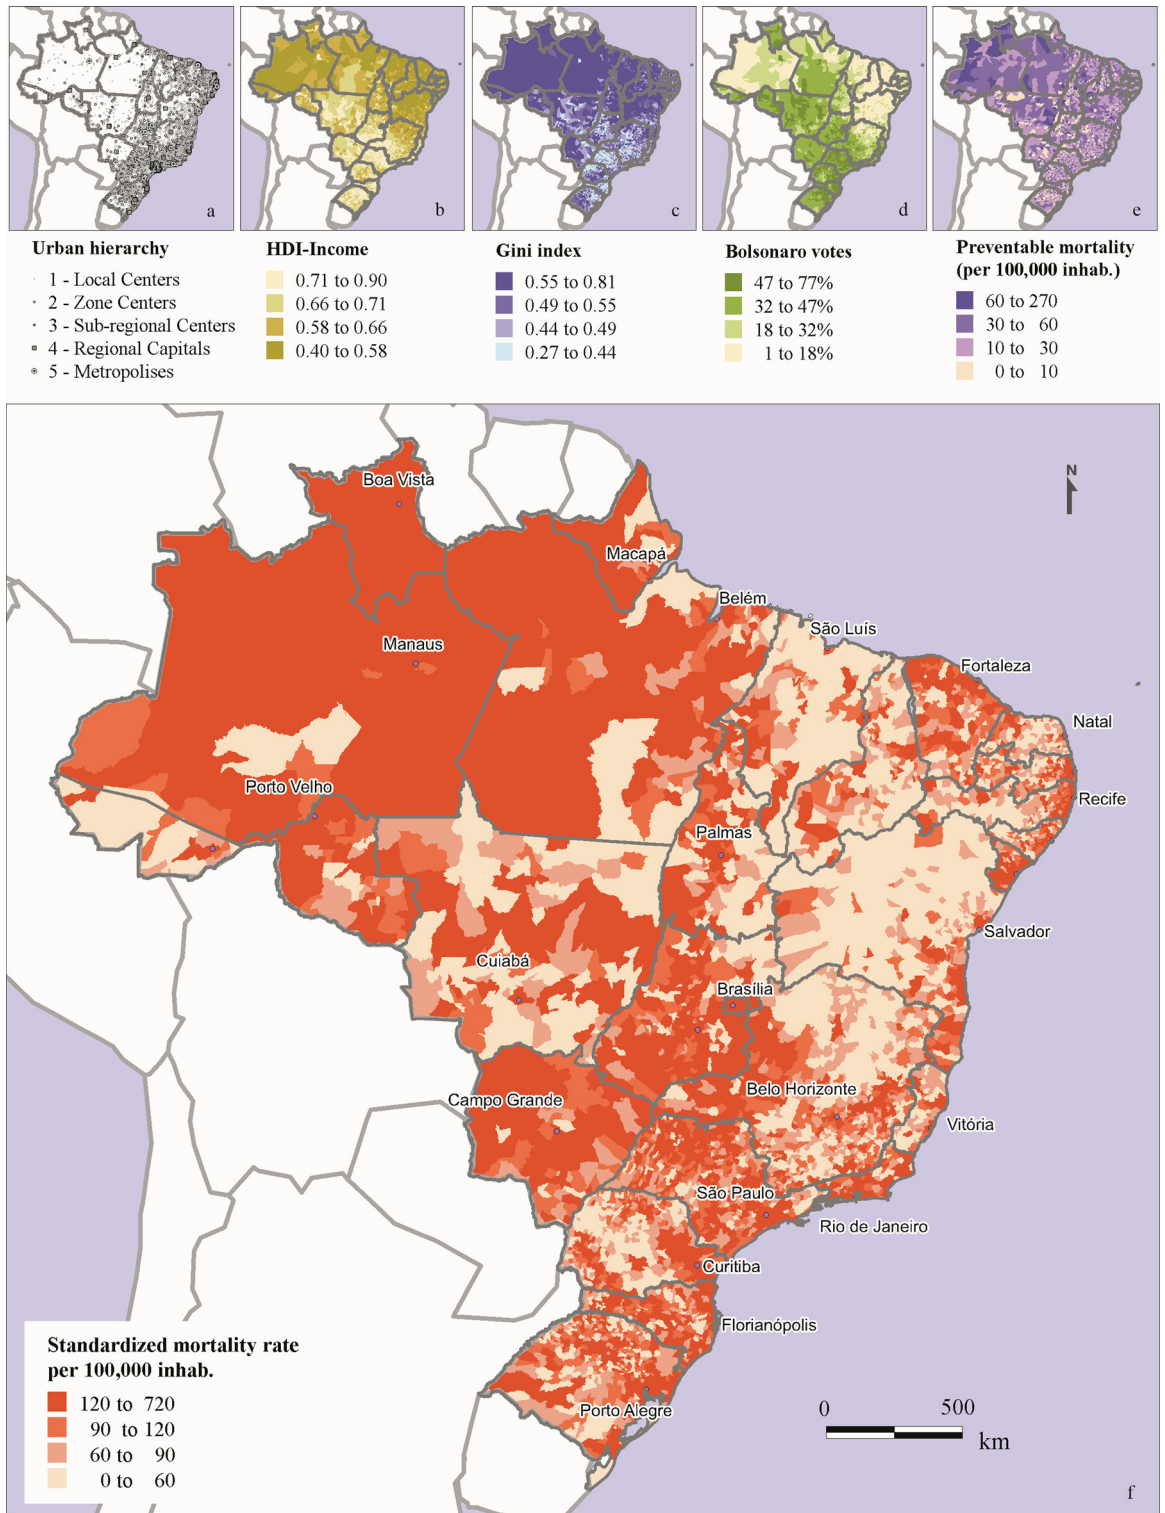 a
b
c
d
e
Urban hierarchy
1 - Local Centers
2 - Zone Centers
3 - Sub-regional Centers
4 - Regional Capitals
5 - Metropolises
HDI-Income
0.71 to 0.90
0.66 to 0.71
0.58 to 0.66
0.40 to 0.58
Gini index
0.55 to 0.81
0.49 to 0.55
0.44 to 0.49
0.27 to 0.44
Bolsonaro votes
47 to 77%
32 to 47%
18 to 32%
1 to 18%
Preventable mortality
(per 100,000 inhab.)
60 to 270
30 to 60
10 to 30
0 to 10
N
Boa Vista
Macapá
Belém
São Luís
Manaus
Fortaleza
Natal
Porto Velho
Recife
Palmas
Salvador
Cuiabá
Brasília
Belo Horizonte
Campo Grande
Vitória
São Paulo
Rio de Janeiro
Curitiba
Florianópolis
Porto Alegre
Standardized mortality rate
per 100,000 inhab.
120 to 720
90 to 120
60 to 90
0 to 60
0 500
km
f